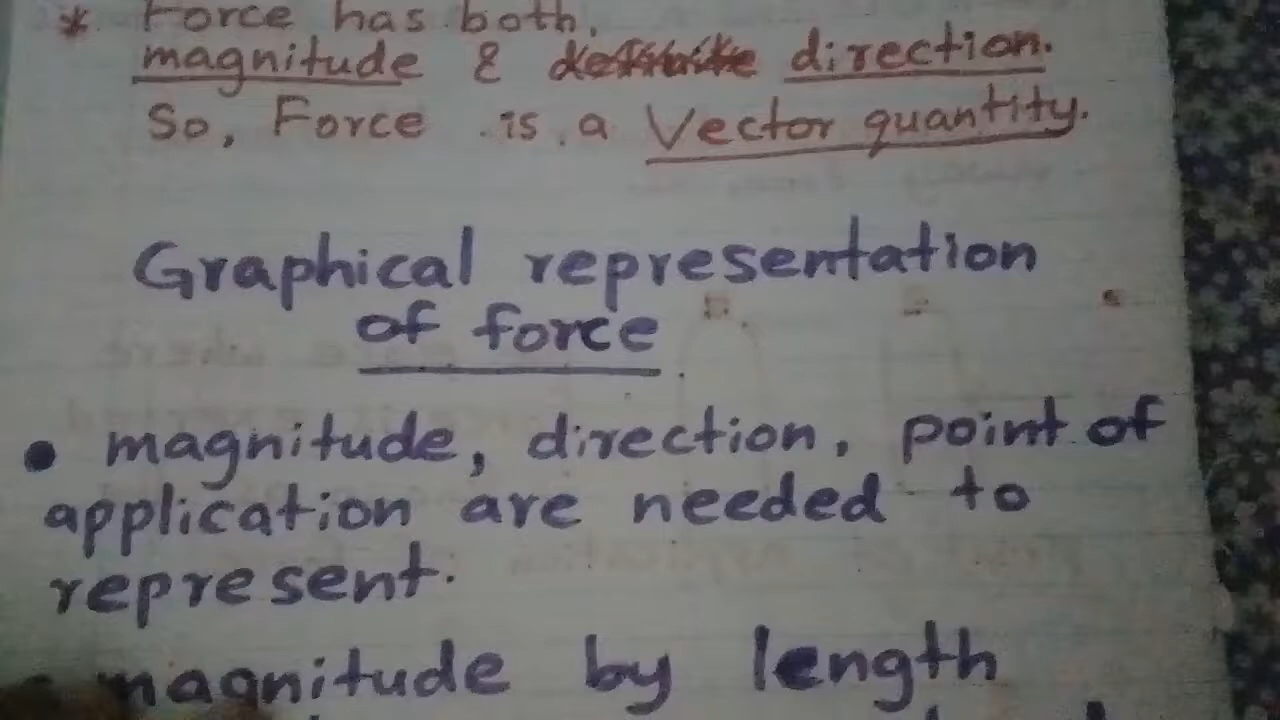 * Force has both,
magnitude & direction.
So, Force is a Vector quantity.
Graphical representation
of force
• magnitude, direction, point of
application are needed to
represent.
magnitude by length